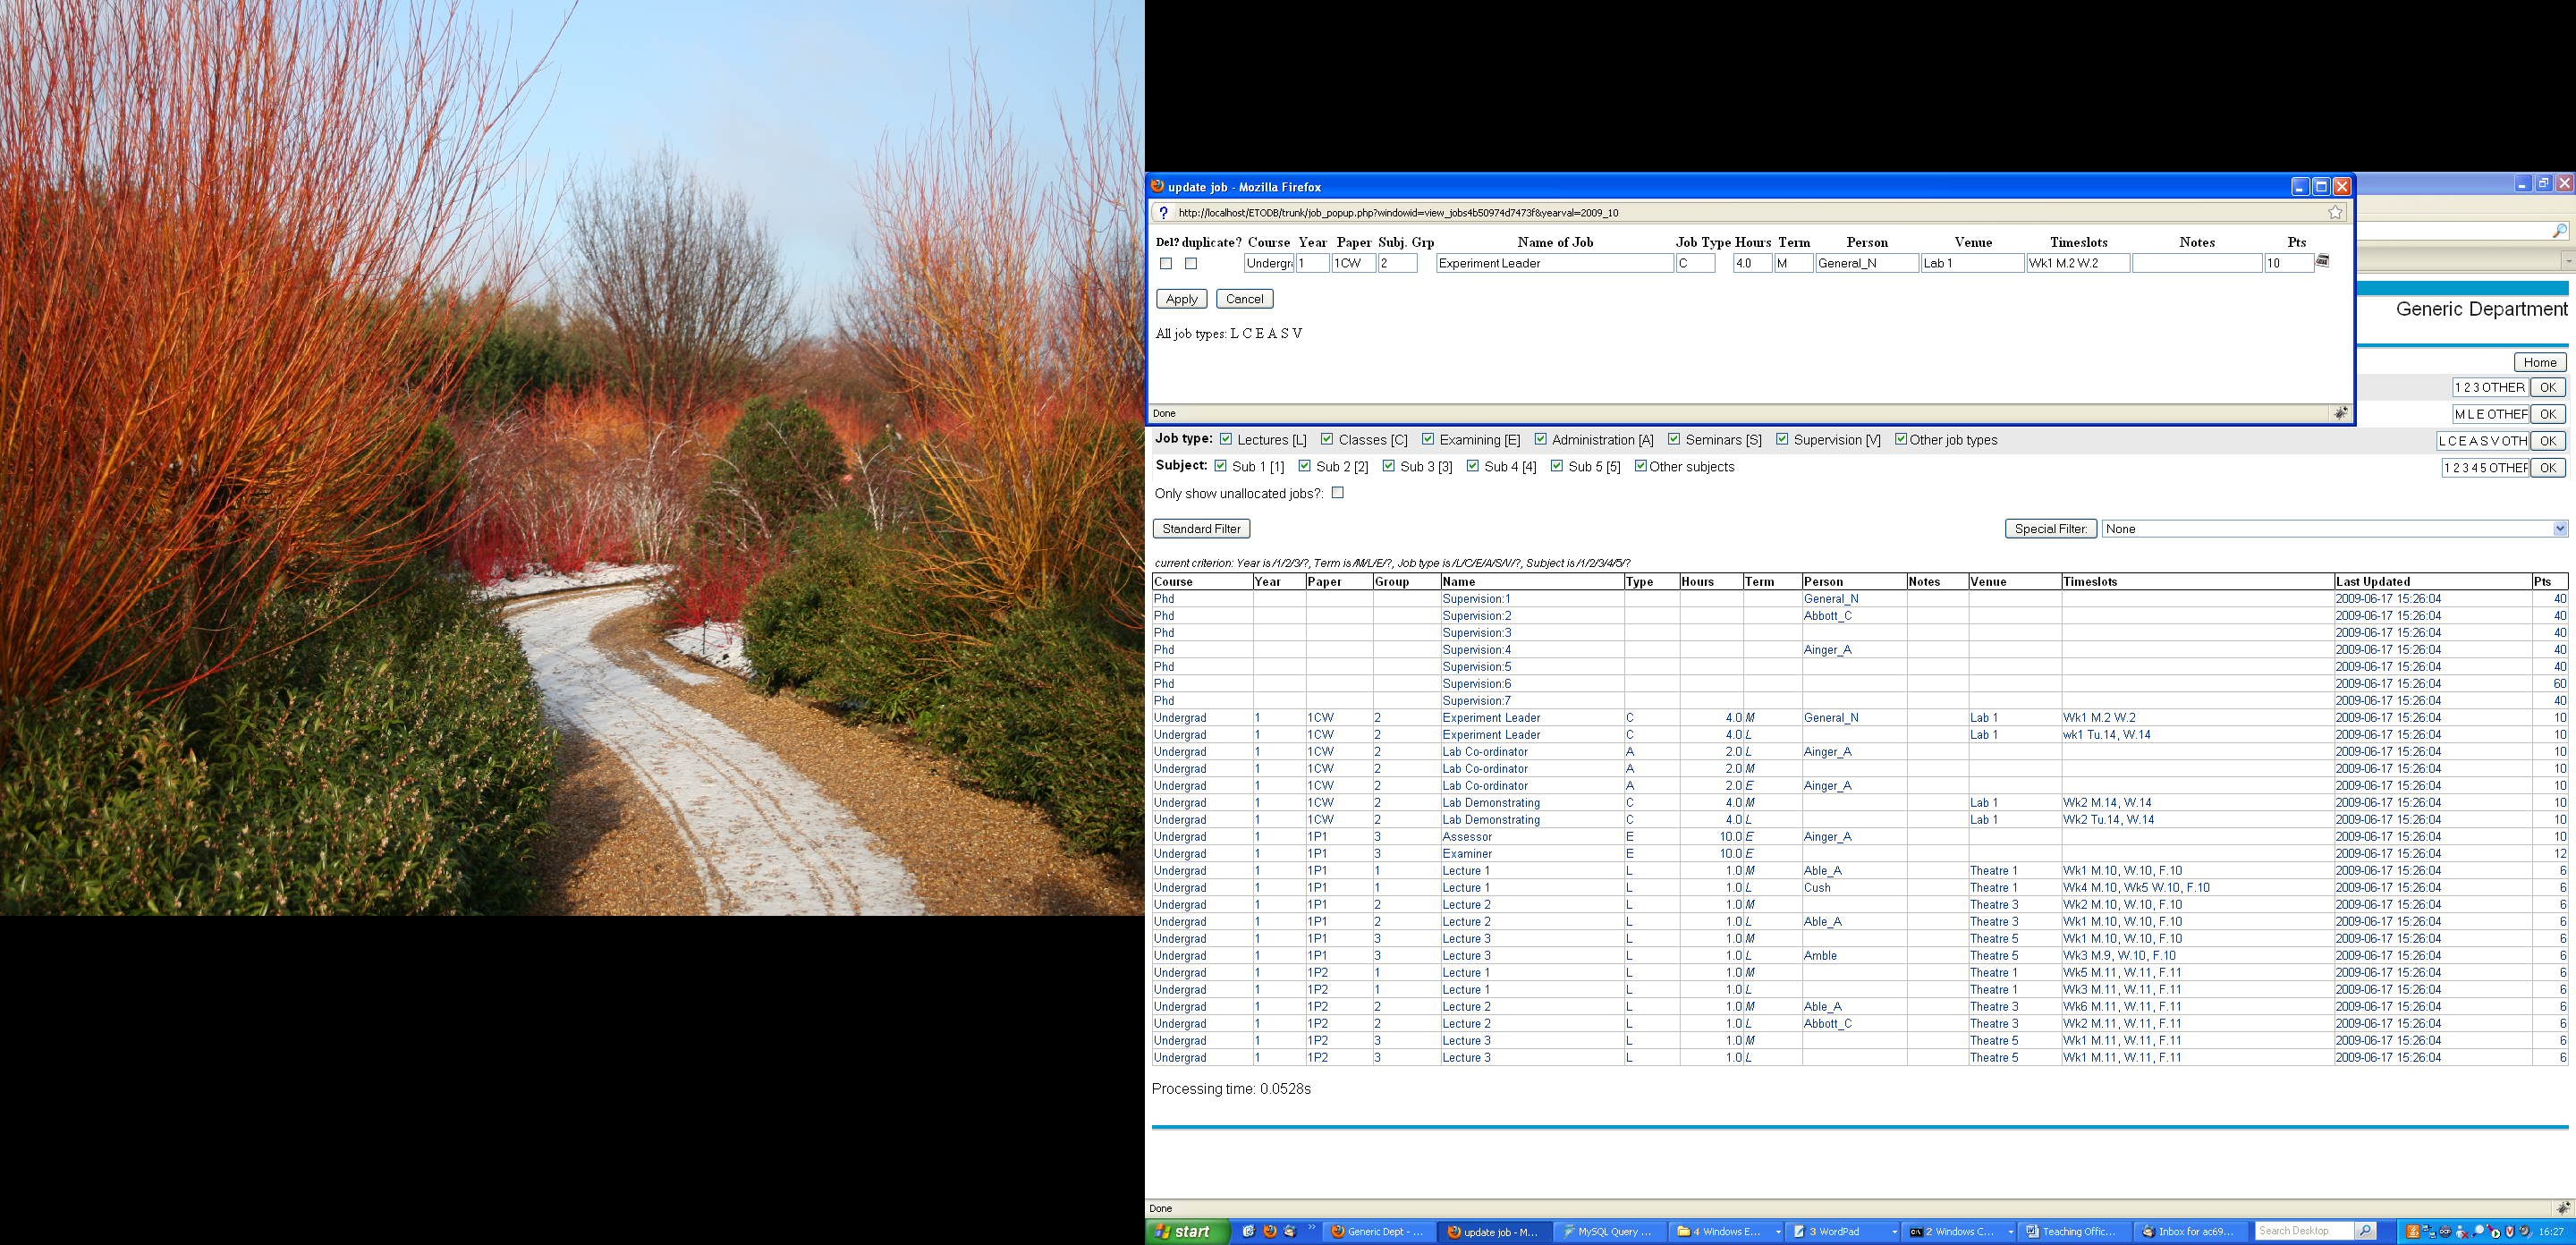 update job - Mozilla Firefox
http://localhost/ETODB/trunk/job_popup.php?windowid=view_jobs4b50974d7473f&yearval=2009_10
Del? duplicate? Course Year Paper Subj. Grp Name of Job Job Type Hours Term Person Venue Timeslots Notes Pts
Undergr 1 1CW 2 Experiment Leader C 4.0 M General_N Lab 1 Wk1 M.2 W.2 10
Apply Cancel
All job types: L C E A S V
Done
Generic Department
Home
1 2 3 OTHER OK
M L E OTHER OK
Job type: Lectures [L] Classes [C] Examining [E] Administration [A] Seminars [S] Supervision [V] Other job types L C E A S V OTH OK
Subject: Sub 1 [1] Sub 2 [2] Sub 3 [3] Sub 4 [4] Sub 5 [5] Other subjects 1 2 3 4 5 OTHER OK
Only show unallocated jobs?:
Standard Filter Special Filter: None
current criterion: Year is /1/2/3/?, Term is /M/L/E/?, Job type is /L/C/E/A/S/V/?, Subject is /1/2/3/4/5/?
Course Year Paper Group Name Type Hours Term Person Notes Venue Timeslots Last Updated Pts
Phd Supervision:1 General_N 2009-06-17 15:26:04 40
Phd Supervision:2 Abbott_C 2009-06-17 15:26:04 40
Phd Supervision:3 2009-06-17 15:26:04 40
Phd Supervision:4 Ainger_A 2009-06-17 15:26:04 40
Phd Supervision:5 2009-06-17 15:26:04 40
Phd Supervision:6 2009-06-17 15:26:04 60
Phd Supervision:7 2009-06-17 15:26:04 40
Undergrad 1 1CW 2 Experiment Leader C 4.0 M General_N Lab 1 Wk1 M.2 W.2 2009-06-17 15:26:04 10
Undergrad 1 1CW 2 Experiment Leader C 4.0 L Lab 1 wk1 Tu.14, W.14 2009-06-17 15:26:04 10
Undergrad 1 1CW 2 Lab Co-ordinator A 2.0 L Ainger_A 2009-06-17 15:26:04 10
Undergrad 1 1CW 2 Lab Co-ordinator A 2.0 M 2009-06-17 15:26:04 10
Undergrad 1 1CW 2 Lab Co-ordinator A 2.0 E Ainger_A 2009-06-17 15:26:04 10
Undergrad 1 1CW 2 Lab Demonstrating C 4.0 M Lab 1 Wk2 M.14, W.14 2009-06-17 15:26:04 10
Undergrad 1 1CW 2 Lab Demonstrating C 4.0 L Lab 1 Wk2 Tu.14, W.14 2009-06-17 15:26:04 10
Undergrad 1 1P1 3 Assessor E 10.0 E Ainger_A 2009-06-17 15:26:04 10
Undergrad 1 1P1 3 Examiner E 10.0 E 2009-06-17 15:26:04 12
Undergrad 1 1P1 1 Lecture 1 L 1.0 M Able_A Theatre 1 Wk1 M.10, W.10, F.10 2009-06-17 15:26:04 6
Undergrad 1 1P1 1 Lecture 1 L 1.0 L Cush Theatre 1 Wk4 M.10, Wk5 W.10, F.10 2009-06-17 15:26:04 6
Undergrad 1 1P1 2 Lecture 2 L 1.0 M Theatre 3 Wk2 M.10, W.10, F.10 2009-06-17 15:26:04 6
Undergrad 1 1P1 2 Lecture 2 L 1.0 L Able_A Theatre 3 Wk1 M.10, W.10, F.10 2009-06-17 15:26:04 6
Undergrad 1 1P1 3 Lecture 3 L 1.0 M Theatre 5 Wk1 M.10, W.10, F.10 2009-06-17 15:26:04 6
Undergrad 1 1P1 3 Lecture 3 L 1.0 L Amble Theatre 5 Wk3 M.9, W.10, F.10 2009-06-17 15:26:04 6
Undergrad 1 1P2 1 Lecture 1 L 1.0 M Theatre 1 Wk5 M.11, W.11, F.11 2009-06-17 15:26:04 6
Undergrad 1 1P2 1 Lecture 1 L 1.0 L Theatre 1 Wk3 M.11, W.11, F.11 2009-06-17 15:26:04 6
Undergrad 1 1P2 2 Lecture 2 L 1.0 M Able_A Theatre 3 Wk6 M.11, W.11, F.11 2009-06-17 15:26:04 6
Undergrad 1 1P2 2 Lecture 2 L 1.0 L Abbott_C Theatre 3 Wk2 M.11, W.11, F.11 2009-06-17 15:26:04 6
Undergrad 1 1P2 3 Lecture 3 L 1.0 M Theatre 5 Wk1 M.11, W.11, F.11 2009-06-17 15:26:04 6
Undergrad 1 1P2 3 Lecture 3 L 1.0 L Theatre 5 Wk1 M.11, W.11, F.11 2009-06-17 15:26:04 6
Processing time: 0.0528s
Done
start Generic Dept - ... update job - M... MySQL Query ... 4 Windows E... 3 WordPad 2 Windows C... Teaching Offic... Inbox for ac69... Search Desktop 16:27